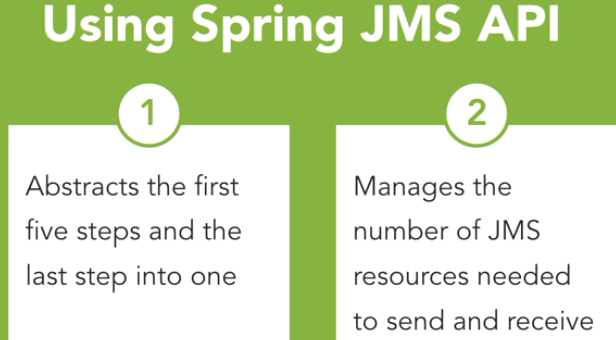 Using Spring JMS API
1
Abstracts the first
five steps and the
last step into one
2
Manages the
number of JMS
resources needed
to send and receive